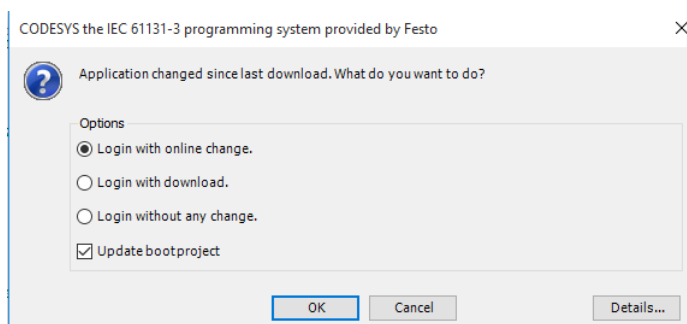 CODESYS the IEC 61131-3 programming system provided by Festo
Application changed since last download. What do you want to do?
Options
Login with online change.
Login with download.
Login without any change.
Update bootproject
OK Cancel Details...